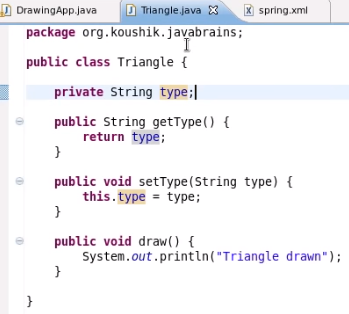 DrawingApp.java Triangle.java spring.xml
package org.koushik.javabrains;
public class Triangle {
private String type;
public String getType() {
return type;
}
public void setType(String type) {
this.type = type;
}
public void draw() {
System.out.println("Triangle drawn");
}
}